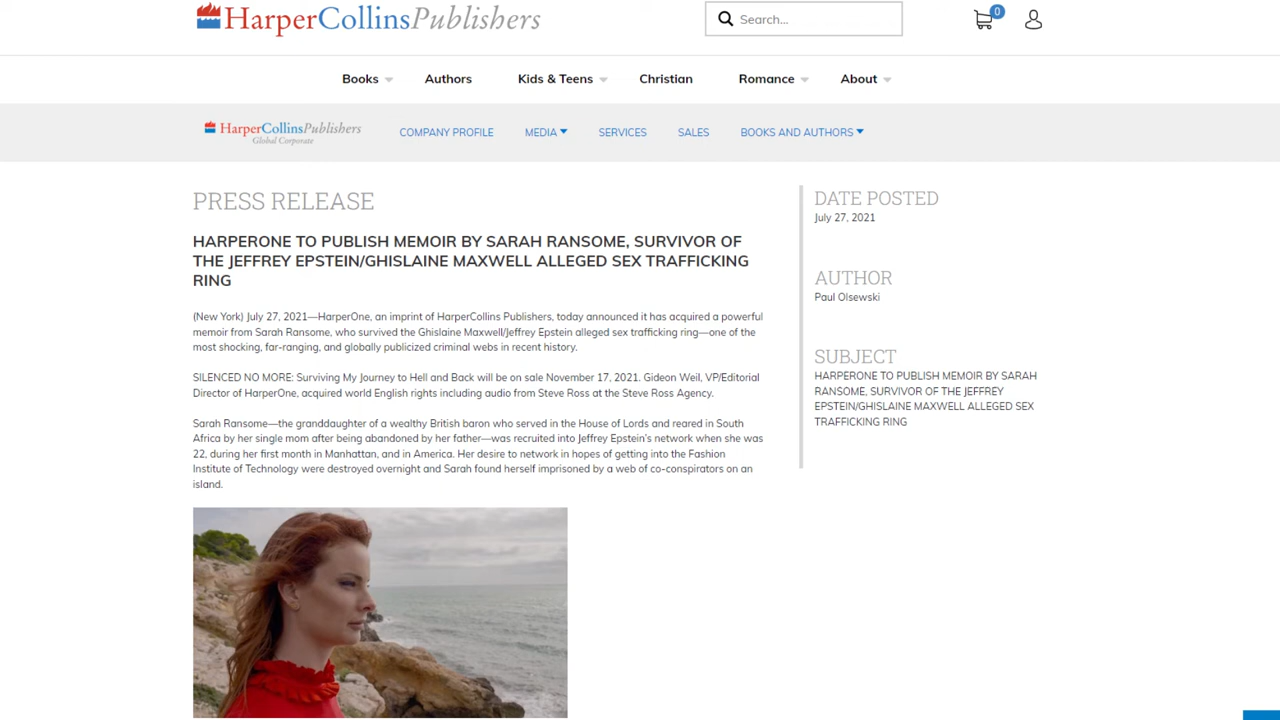 HarperCollinsPublishers
Search...
0
Books
Authors
Kids & Teens
Christian
Romance
About
HarperCollinsPublishers
Global Corporate
COMPANY PROFILE
MEDIA
SERVICES
SALES
BOOKS AND AUTHORS
PRESS RELEASE
HARPERONE TO PUBLISH MEMOIR BY SARAH RANSOME, SURVIVOR OF
THE JEFFREY EPSTEIN/GHISLAINE MAXWELL ALLEGED SEX TRAFFICKING
RING
(New York) July 27, 2021—HarperOne, an imprint of HarperCollins Publishers, today announced it has acquired a powerful
memoir from Sarah Ransome, who survived the Ghislaine Maxwell/Jeffrey Epstein alleged sex trafficking ring—one of the
most shocking, far-ranging, and globally publicized criminal webs in recent history.
SILENCED NO MORE: Surviving My Journey to Hell and Back will be on sale November 17, 2021. Gideon Weil, VP/Editorial
Director of HarperOne, acquired world English rights including audio from Steve Ross at the Steve Ross Agency.
Sarah Ransome—the granddaughter of a wealthy British baron who served in the House of Lords and reared in South
Africa by her single mom after being abandoned by her father—was recruited into Jeffrey Epstein's network when she was
22, during her first month in Manhattan, and in America. Her desire to network in hopes of getting into the Fashion
Institute of Technology were destroyed overnight and Sarah found herself imprisoned by a web of co-conspirators on an
island.
DATE POSTED
July 27, 2021
AUTHOR
Paul Olsewski
SUBJECT
HARPERONE TO PUBLISH MEMOIR BY SARAH
RANSOME, SURVIVOR OF THE JEFFREY
EPSTEIN/GHISLAINE MAXWELL ALLEGED SEX
TRAFFICKING RING